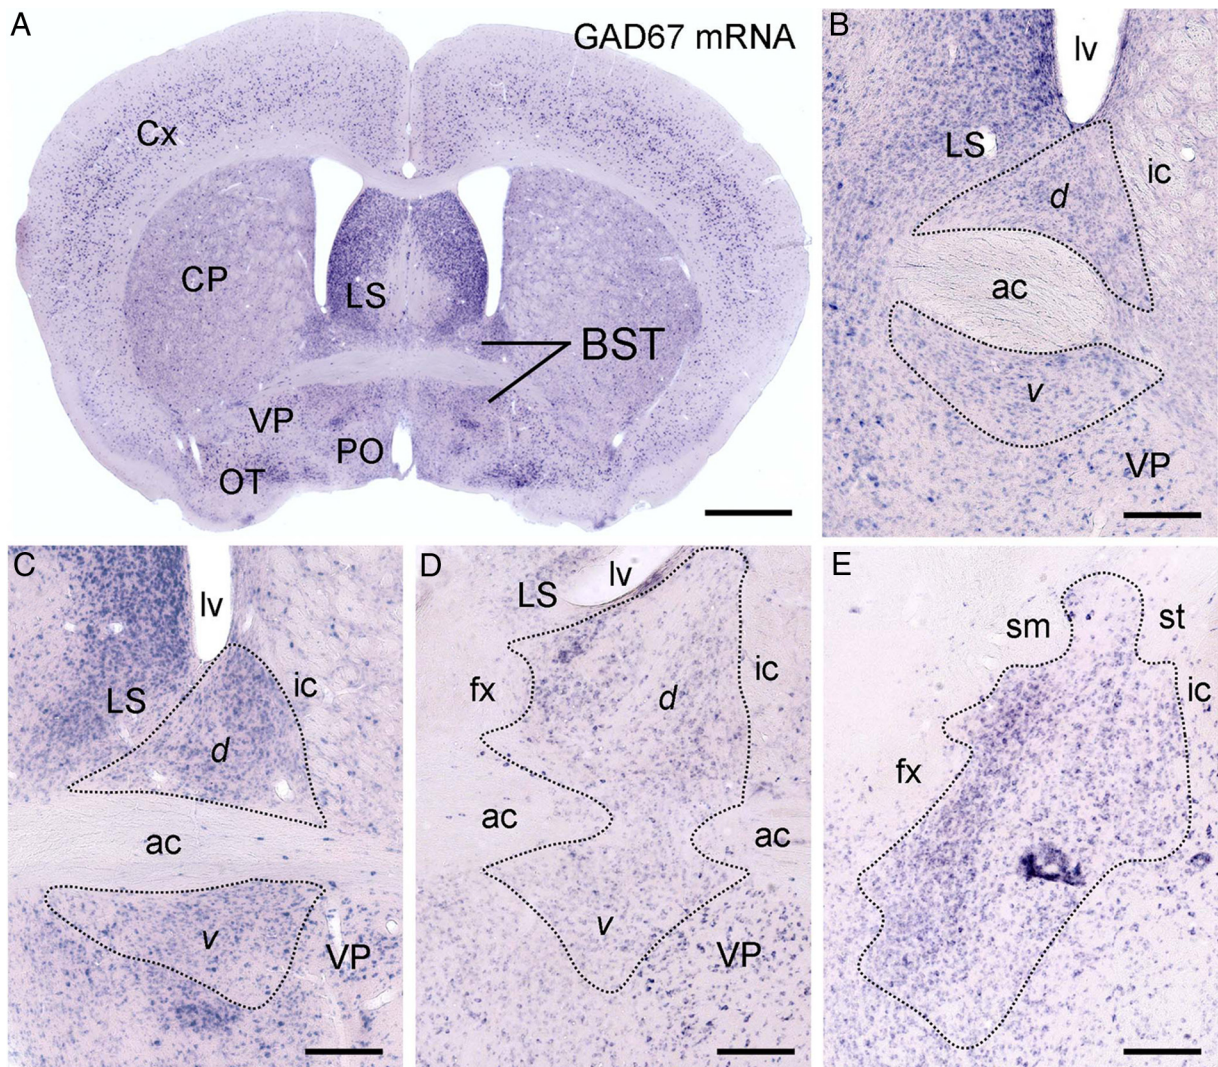 A
GAD67 mRNA
Cx
CP
LS
BST
VP
PO
OT
B
lv
LS
ic
d
ac
v
VP
C
lv
LS
ic
d
ac
v
VP
D
lv
LS
fx
d
ic
ac
ac
v
VP
E
sm
st
ic
fx